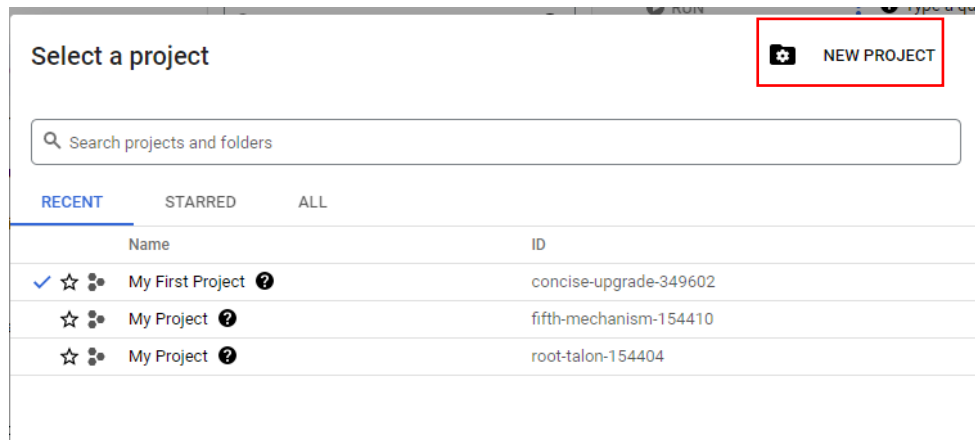 RUN
Select a project
NEW PROJECT
Search projects and folders
RECENT STARRED ALL
Name ID
My First Project concise-upgrade-349602
My Project fifth-mechanism-154410
My Project root-talon-154404